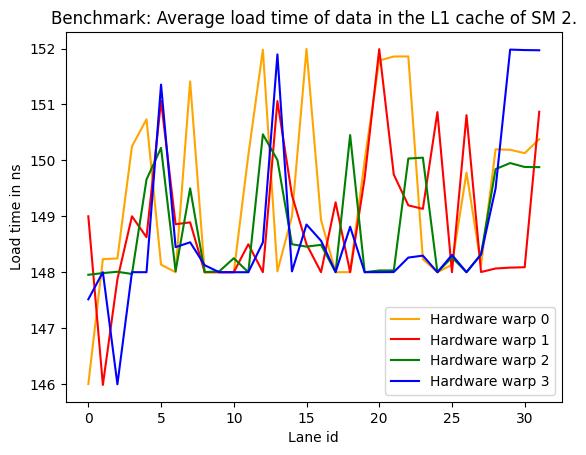 Benchmark: Average load time of data in the L1 cache of SM 2.
152
151
150
149
148
147
146
Load time in ns
Hardware warp 0
Hardware warp 1
Hardware warp 2
Hardware warp 3
0 5 10 15 20 25 30
Lane id